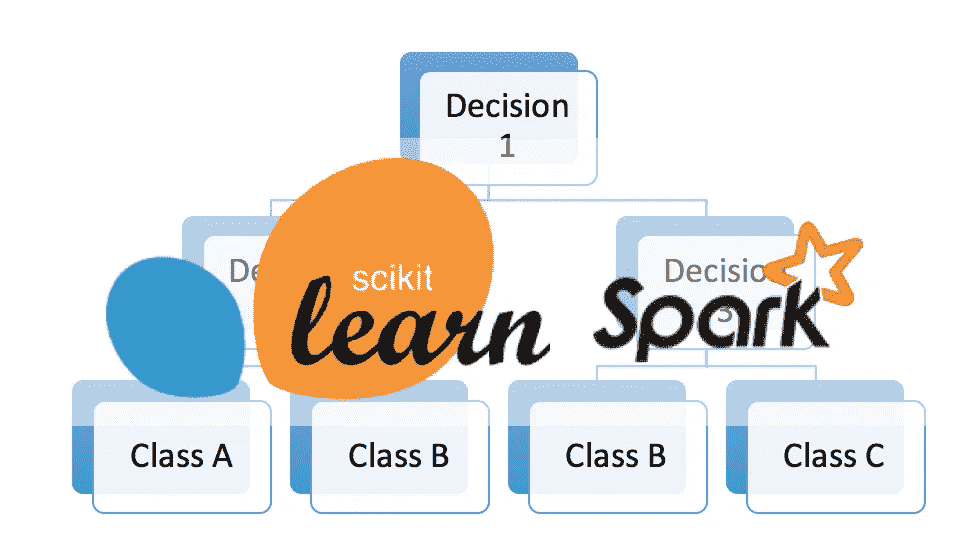 Decision
1
scikit
learn
Spark
Class A
Class B
Class B
Class C